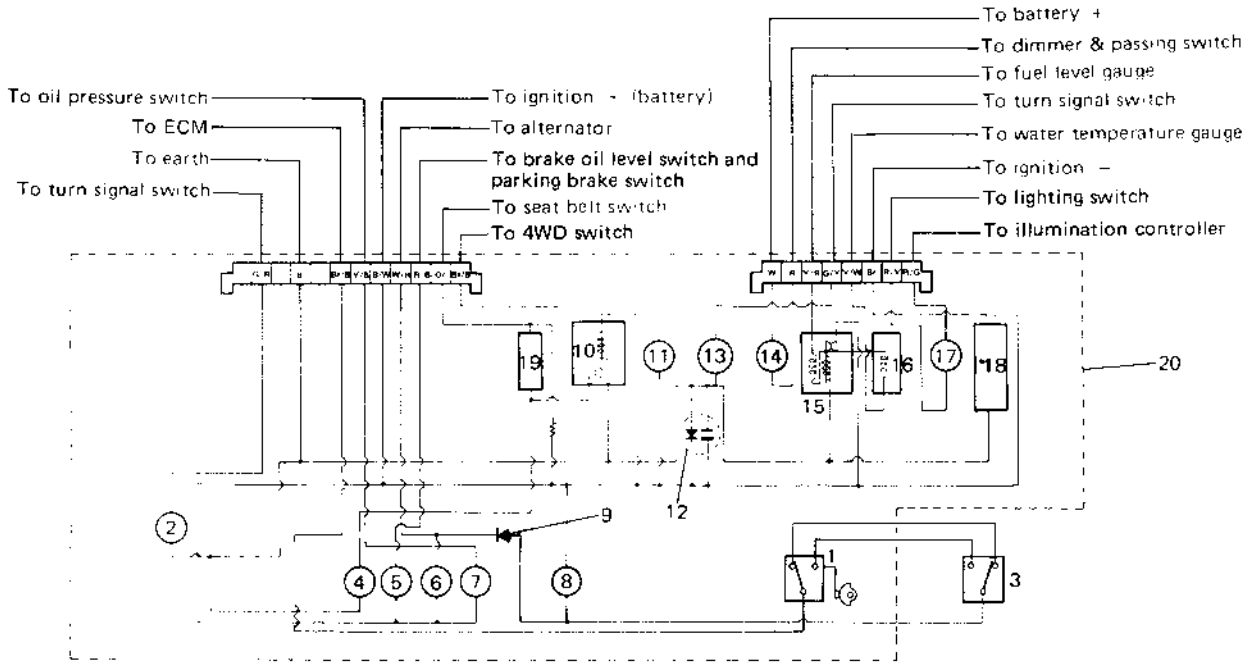 To battery +
To dimmer & passing switch
To fuel level gauge
To turn signal switch
To water temperature gauge
To ignition -
To lighting switch
To illumination controller
To oil pressure switch
To ECM
To earth
To turn signal switch
To ignition - (battery)
To alternator
To brake oil level switch and
parking brake switch
To seat belt switch
To 4WD switch
B
W R
19
10
11
13
14
15
16
17
18
20
12
9
2
4
5
6
7
8
1
3